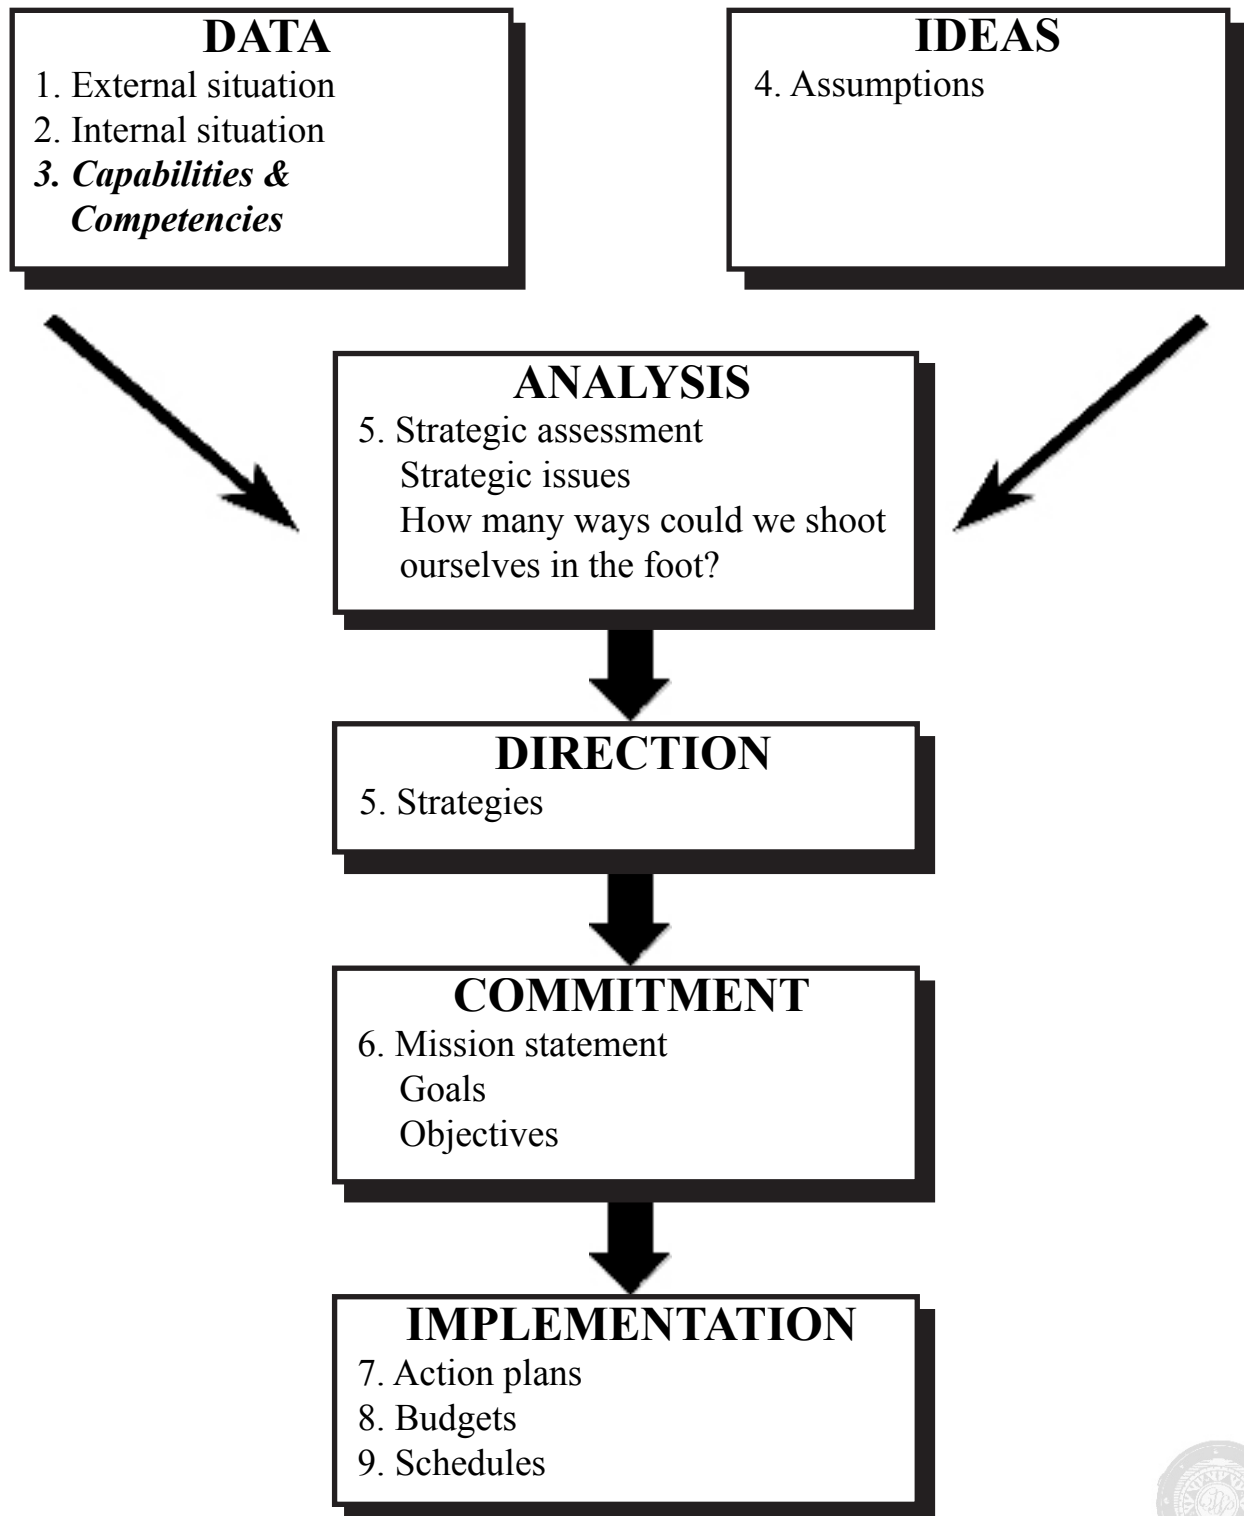 DATA
1. External situation
2. Internal situation
3. Capabilities &
Competencies
IDEAS
4. Assumptions
ANALYSIS
5. Strategic assessment
Strategic issues
How many ways could we shoot
ourselves in the foot?
DIRECTION
5. Strategies
COMMITMENT
6. Mission statement
Goals
Objectives
IMPLEMENTATION
7. Action plans
8. Budgets
9. Schedules